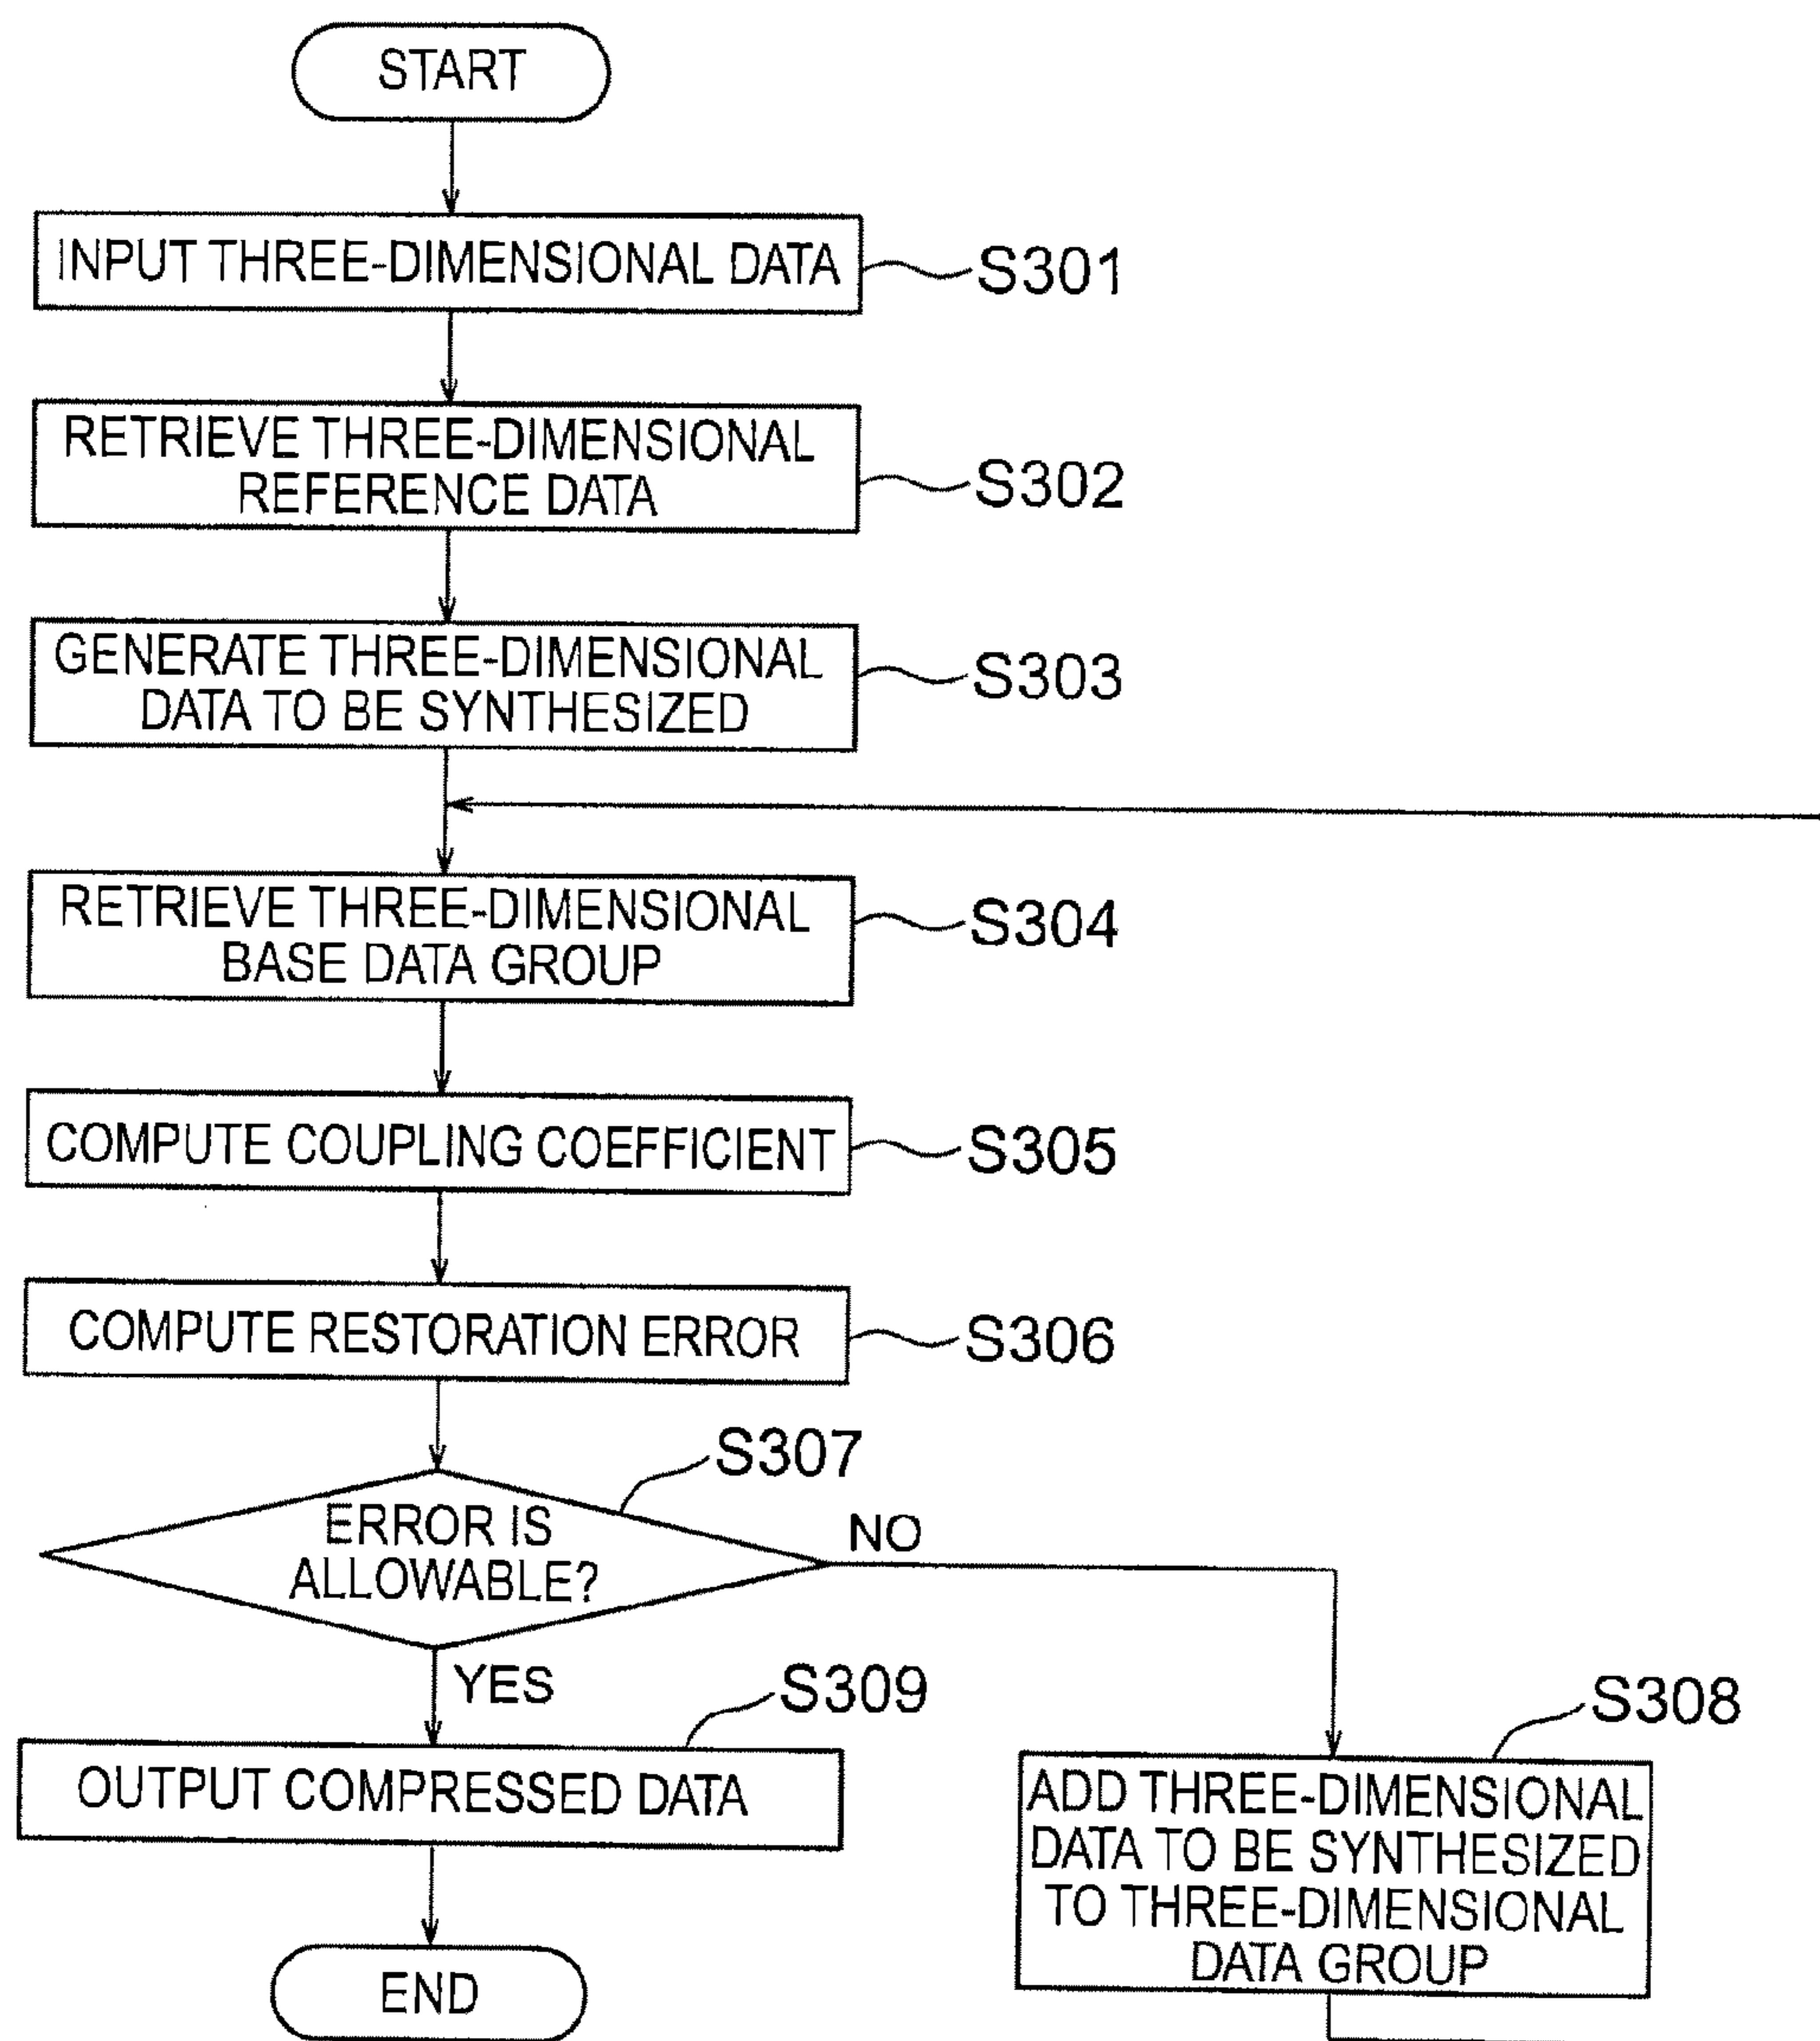 START
INPUT THREE-DIMENSIONAL DATA
S301
RETRIEVE THREE-DIMENSIONAL
REFERENCE DATA
S302
GENERATE THREE-DIMENSIONAL
DATA TO BE SYNTHESIZED
S303
RETRIEVE THREE-DIMENSIONAL
BASE DATA GROUP
S304
COMPUTE COUPLING COEFFICIENT
S305
COMPUTE RESTORATION ERROR
S306
S307
ERROR IS
ALLOWABLE?
NO
YES
S309
OUTPUT COMPRESSED DATA
END
S308
ADD THREE-DIMENSIONAL
DATA TO BE SYNTHESIZED
TO THREE-DIMENSIONAL
DATA GROUP